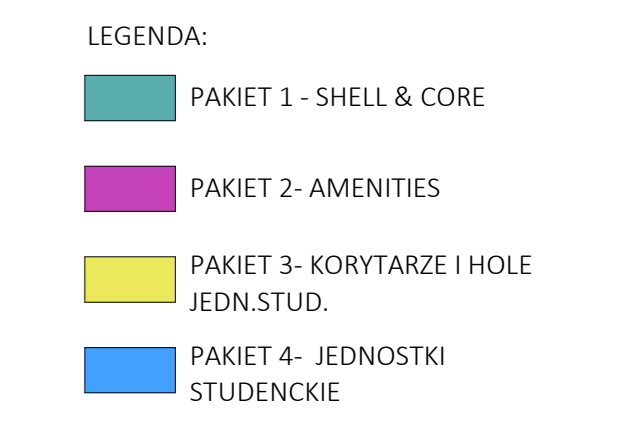 LEGENDA:
PAKIET 1 - SHELL & CORE
PAKIET 2- AMENITIES
PAKIET 3- KORYTARZE I HOLE
JEDN.STUD.
PAKIET 4-  JEDNOSTKI
STUDENCKIE